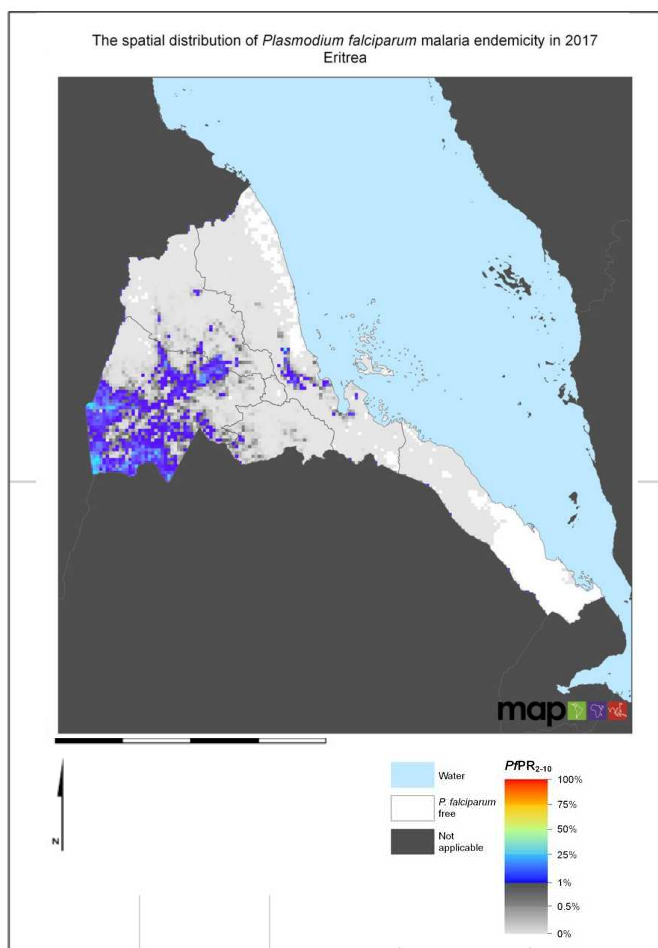 The spatial distribution of Plasmodium falciparum malaria endemicity in 2017
Eritrea
map
N
Water
P. falciparum
free
Not
applicable
PfPR2-10
100%
75%
50%
25%
1%
0.5%
0%